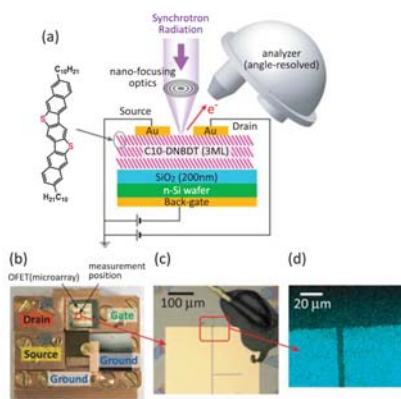 (a)
Synchrotron
Radiation
analyzer
(angle-resolved)
nano-focusing
optics
e-
Source
Drain
Au
Au
C10-DNBDT (3ML)
SiO₂ (200nm)
n-Si wafer
Back-gate
C₁₀H₂₁
S
S
H₂₁C₁₀
(b)
OFET(microarray)
measurement
position
Drain
Gate
Source
Ground
Ground
(c)
100 μm
(d)
20 μm